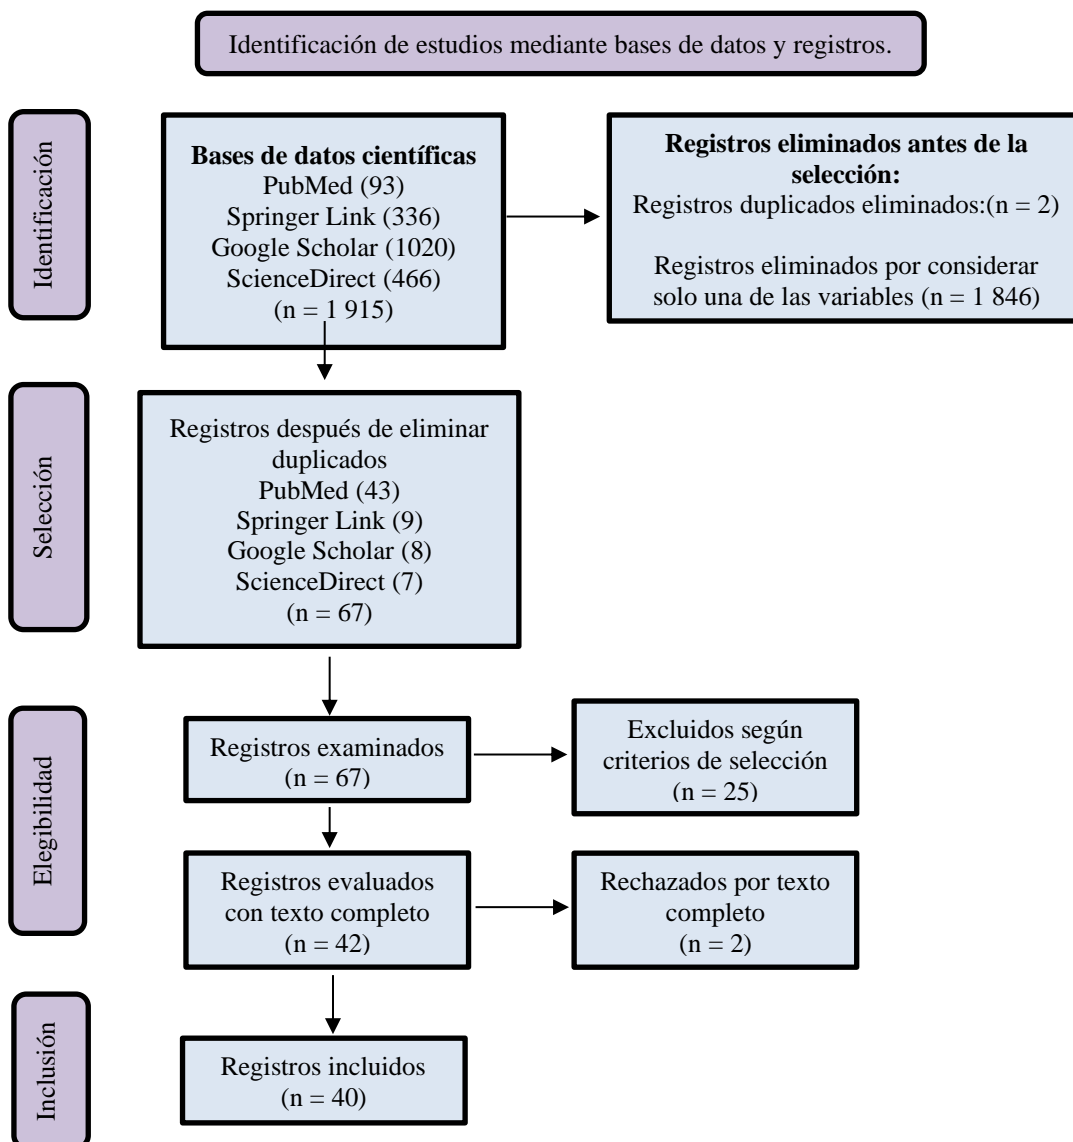 Identificación de estudios mediante bases de datos y registros.
Identificación
Bases de datos científicas
PubMed (93)
Springer Link (336)
Google Scholar (1020)
ScienceDirect (466)
(n = 1 915)
Registros eliminados antes de la
selección:
Registros duplicados eliminados:(n = 2)
Registros eliminados por considerar
solo una de las variables (n = 1 846)
Selección
Registros después de eliminar
duplicados
PubMed (43)
Springer Link (9)
Google Scholar (8)
ScienceDirect (7)
(n = 67)
Elegibilidad
Registros examinados
(n = 67)
Excluidos según
criterios de selección
(n = 25)
Registros evaluados
con texto completo
(n = 42)
Rechazados por texto
completo
(n = 2)
Inclusión
Registros incluidos
(n = 40)